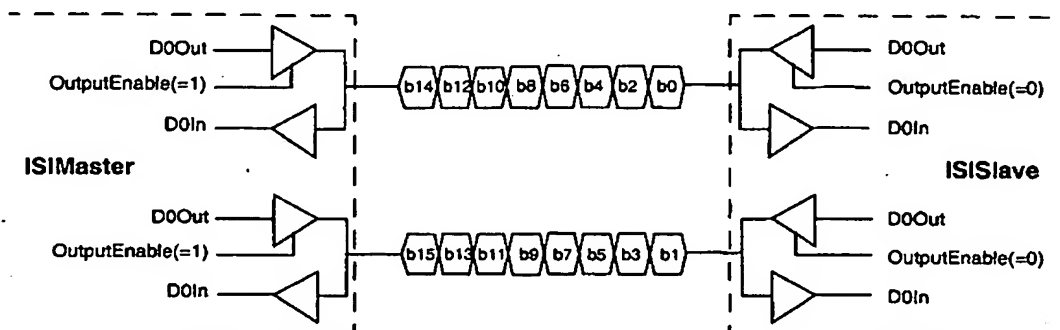 D0Out
OutputEnable(=1)
D0In
ISIMaster
D0Out
OutputEnable(=1)
D0In
b14 b12 b10 b8 b6 b4 b2 b0
b15 b13 b11 b9 b7 b5 b3 b1
D0Out
OutputEnable(=0)
D0In
ISISlave
D0Out
OutputEnable(=0)
D0In